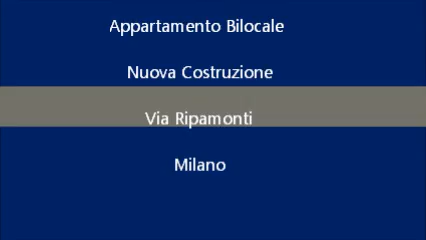 Appartamento Bilocale
Nuova Costruzione
Via Ripamonti
Milano